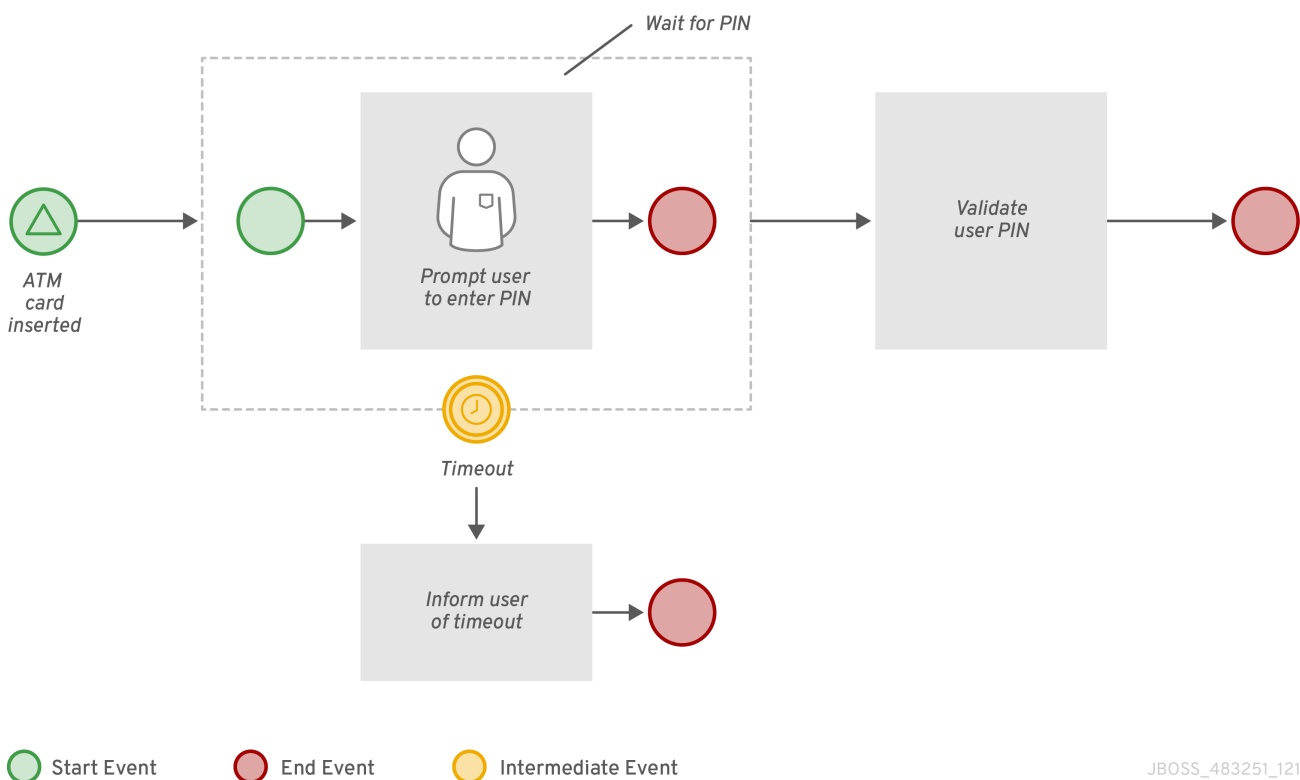 Wait for PIN
ATM
card
inserted
Prompt user
to enter PIN
Validate
user PIN
Timeout
Inform user
of timeout
Start Event
End Event
Intermediate Event
JBOSS_483251_121